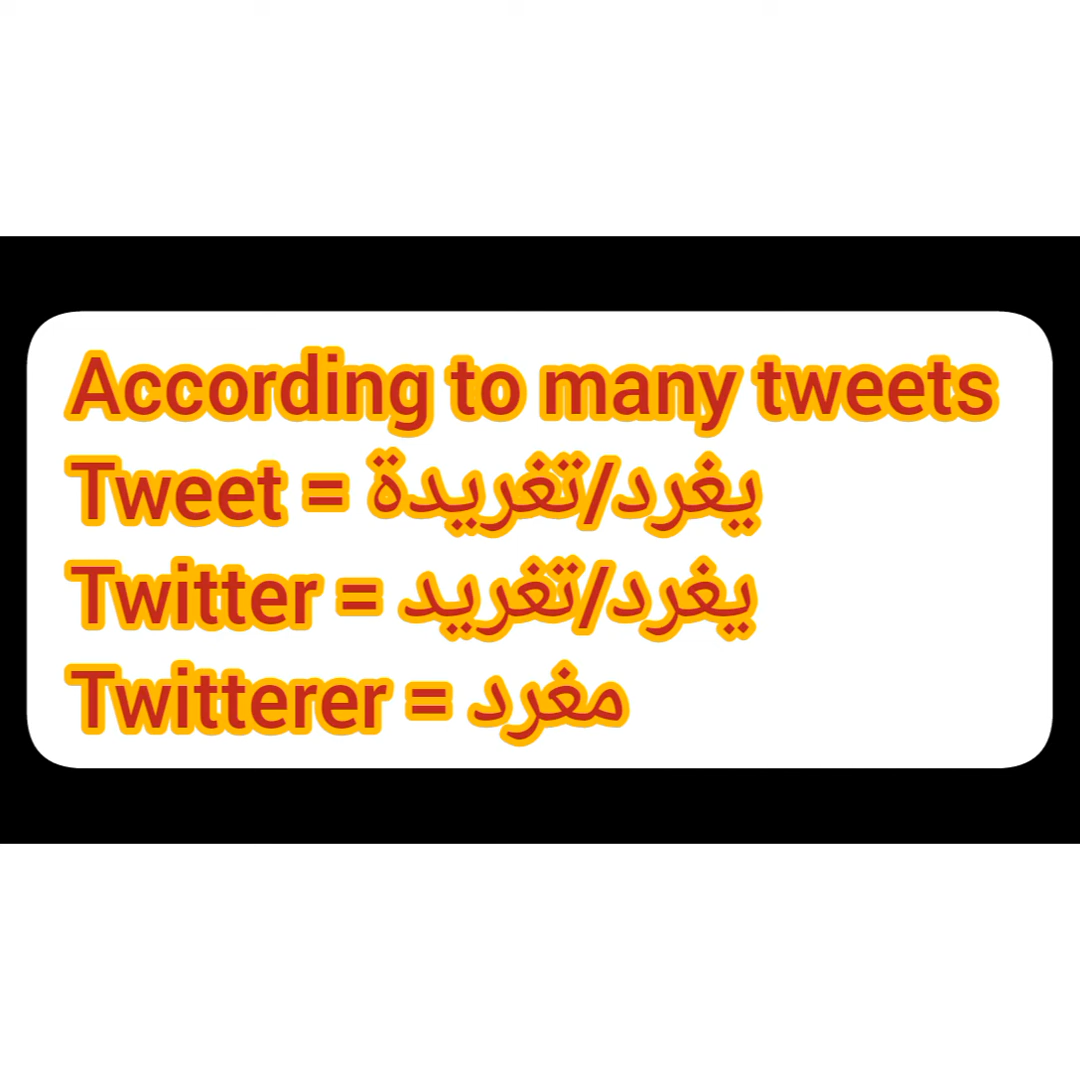 According to many tweets
Tweet = يغرد/تغريدة
Twitter = يغرد/تغريد
Twitterer = مغرد